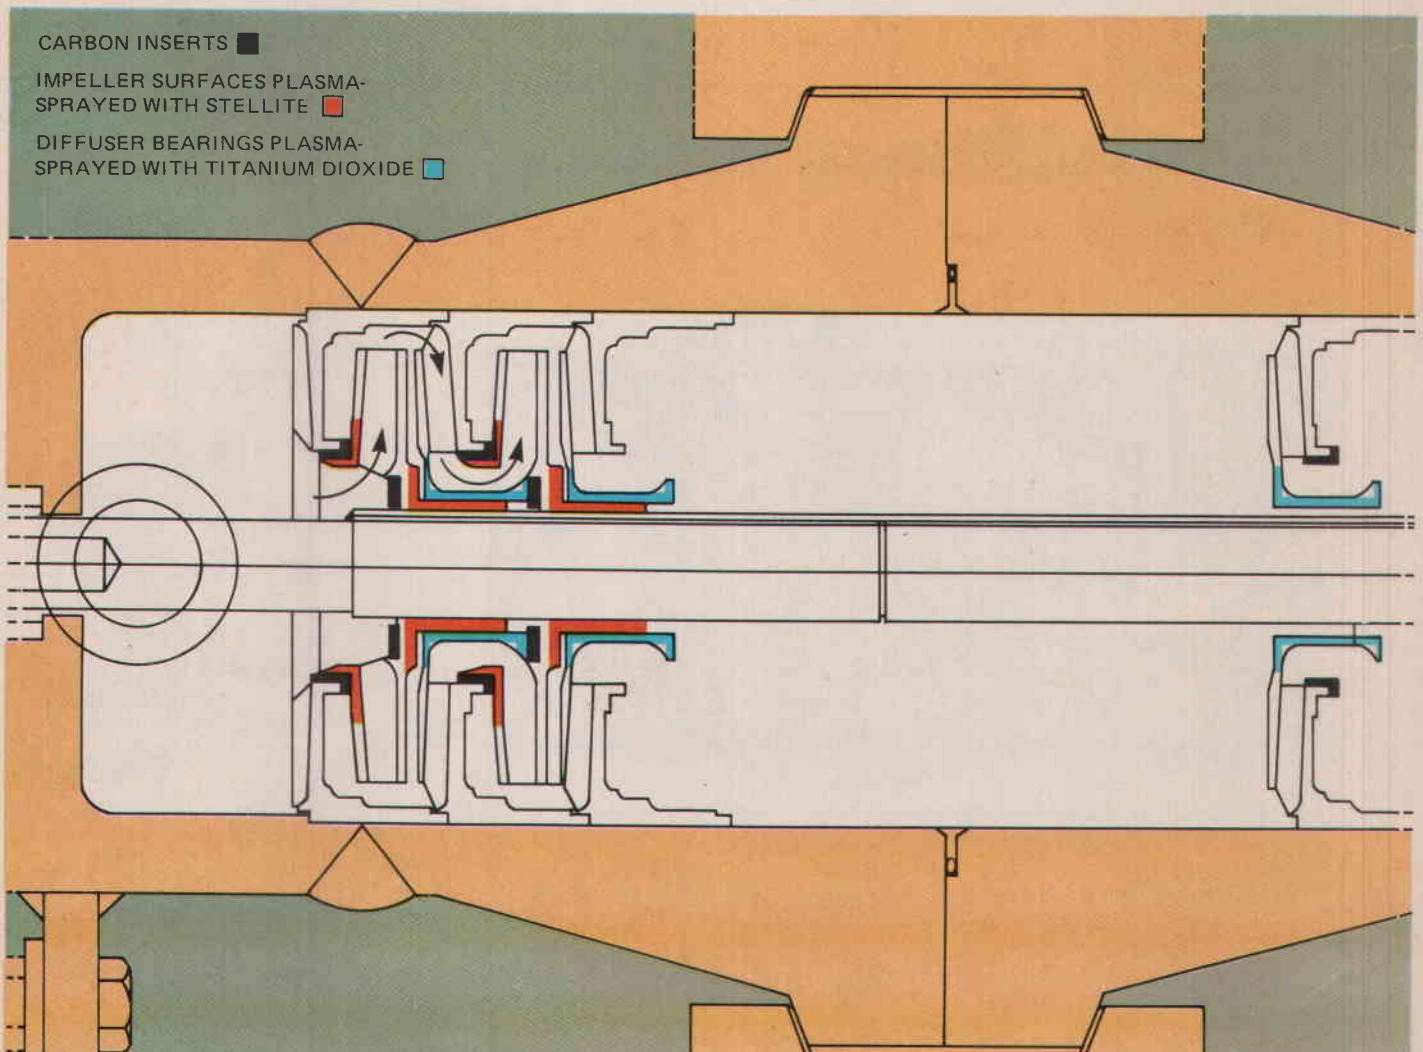 CARBON INSERTS
IMPELLER SURFACES PLASMA-
SPRAYED WITH STELLITE
DIFFUSER BEARINGS PLASMA-
SPRAYED WITH TITANIUM DIOXIDE